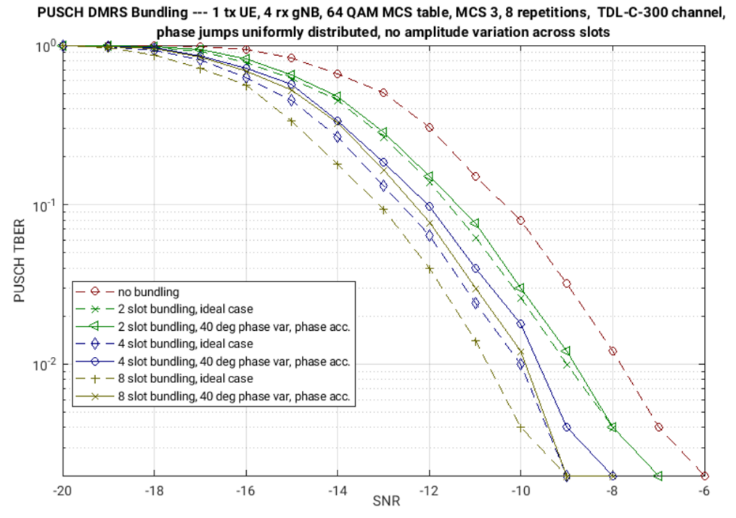 PUSCH DMRS Bundling --- 1 tx UE, 4 rx gNB, 64 QAM MCS table, MCS 3, 8 repetitions, TDL-C-300 channel,
phase jumps uniformly distributed, no amplitude variation across slots
10^0
10^-1
10^-2
PUSCH TBER
no bundling
2 slot bundling, ideal case
2 slot bundling, 40 deg phase var, phase acc.
4 slot bundling, ideal case
4 slot bundling, 40 deg phase var, phase acc.
8 slot bundling, ideal case
8 slot bundling, 40 deg phase var, phase acc.
-20 -18 -16 -14 -12 -10 -8 -6
SNR